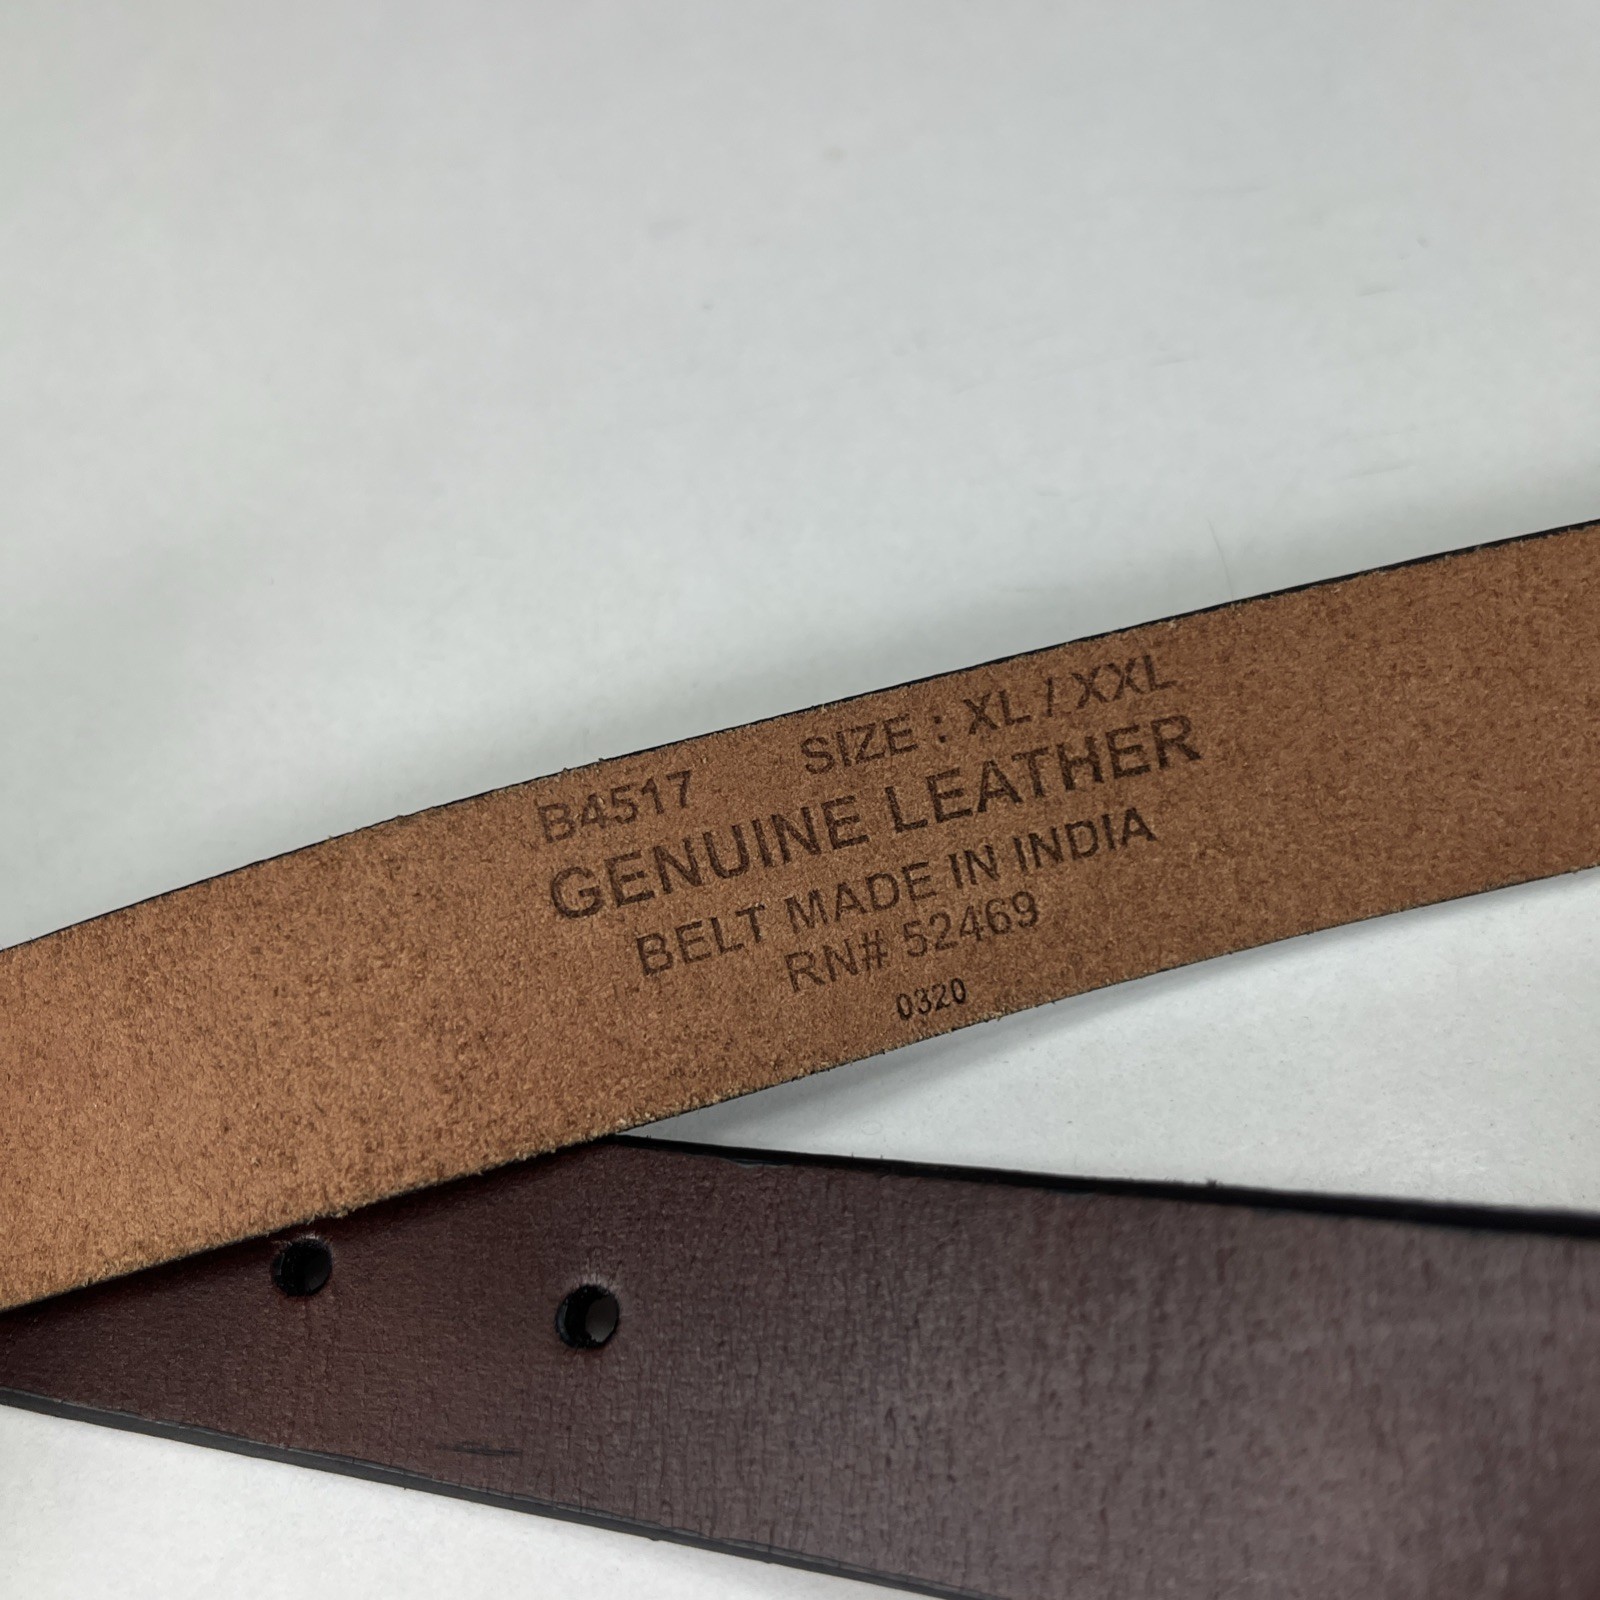 B4517 SIZE : XL / XXL
GENUINE LEATHER
BELT MADE IN INDIA
RN# 52469
0320